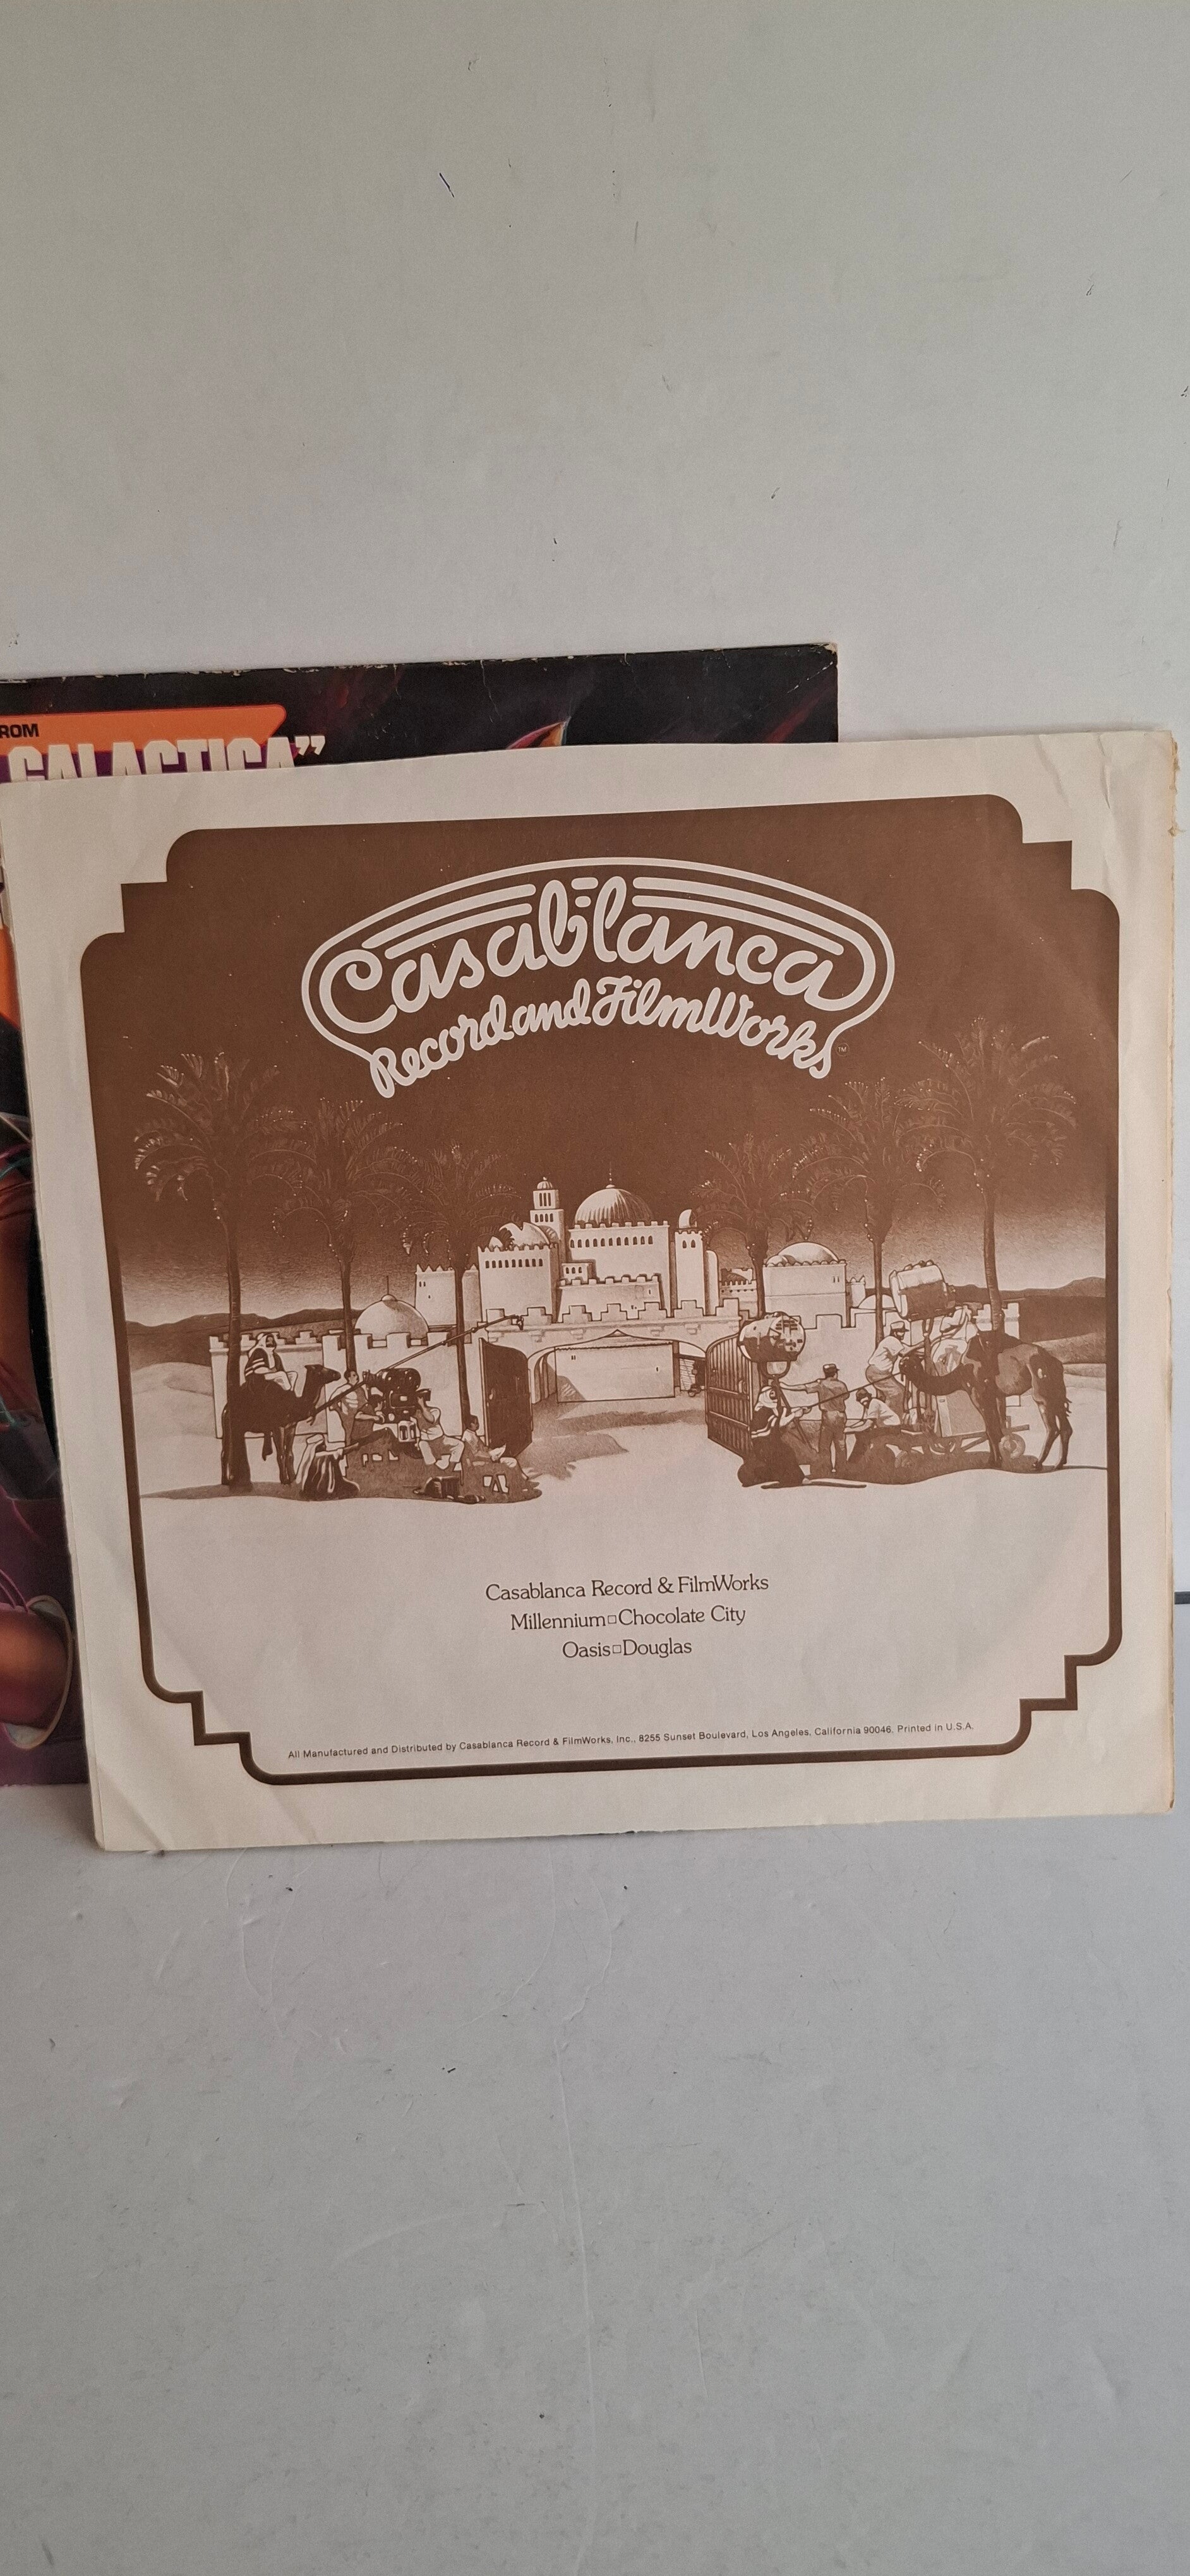 ROM
GALACTICA”
Casablanca
Record and FilmWorks
TM
Casablanca Record & FilmWorks
Millennium□Chocolate City
Oasis□Douglas
All Manufactured and Distributed by Casablanca Record & FilmWorks, Inc., 8255 Sunset Boulevard, Los Angeles, California 90046, Printed in U.S.A.